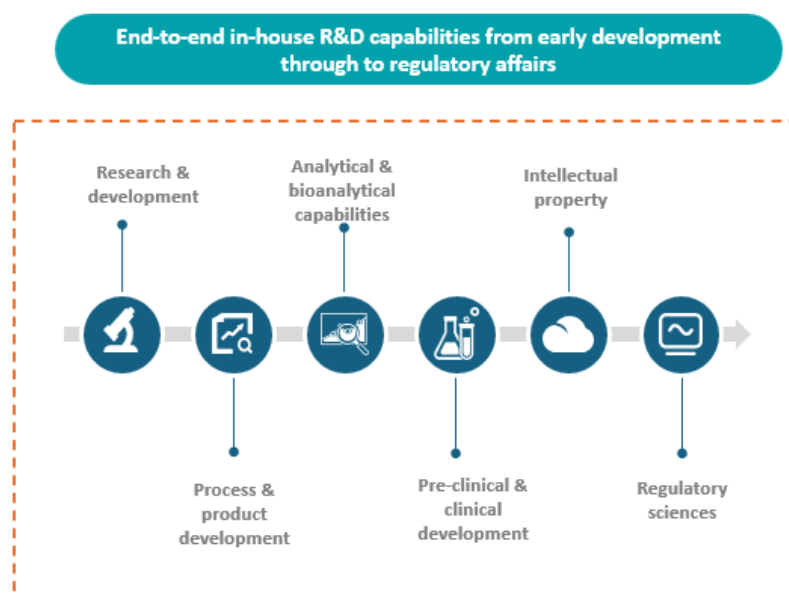 End-to-end in-house R&D capabilities from early development
through to regulatory affairs
Research &
development
Analytical &
bioanalytical
capabilities
Intellectual
property
Process &
product
development
Pre-clinical &
clinical
development
Regulatory
sciences